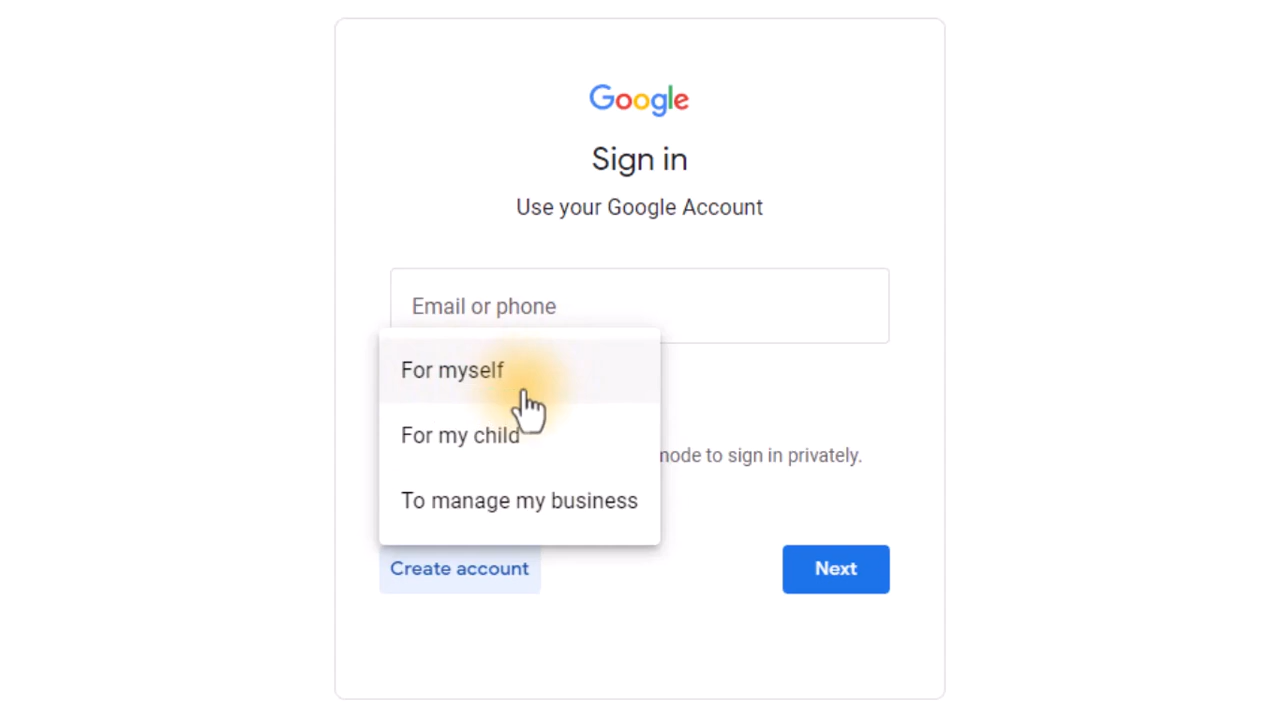 Google
Sign in
Use your Google Account
Email or phone
For myself
For my child
mode to sign in privately.
To manage my business
Create account
Next